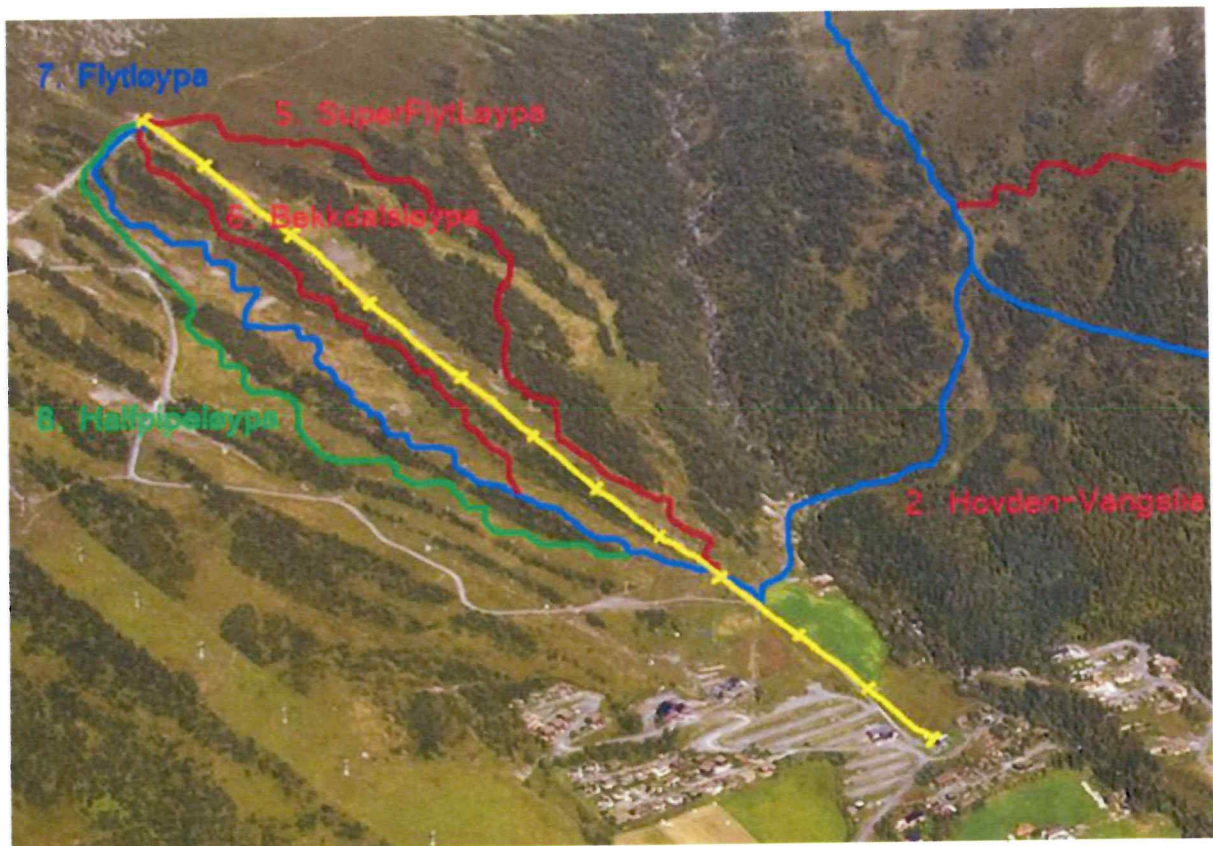 7. Flytløypa
5. SuperFlytLøypa
6. Bekkdalsløypa
8. Halfpipeløypa
2. Hovden-Vangslia